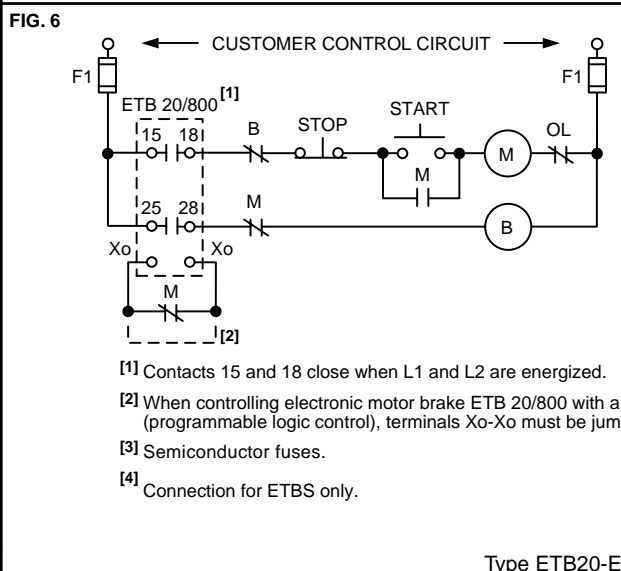 FIG. 6
CUSTOMER CONTROL CIRCUIT
F1 F1
ETB 20/800 [1]
15 18 B STOP START M OL
M
25 28 M B
Xo Xo
M
[2]
[1] Contacts 15 and 18 close when L1 and L2 are energized.
[2] When controlling electronic motor brake ETB 20/800 with a
(programmable logic control), terminals Xo-Xo must be jum
[3] Semiconductor fuses.
[4] Connection for ETBS only.
Type ETB20-E